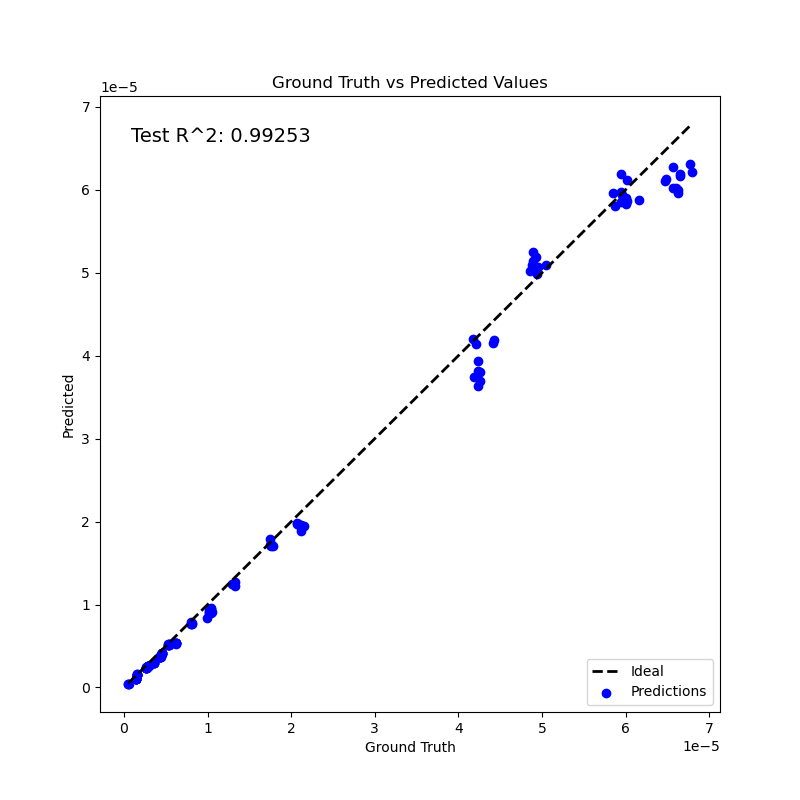 Ground Truth vs Predicted Values
1e−5
Test R^2: 0.99253
7
6
5
4
3
2
1
0
Predicted
0 1 2 3 4 5 6 7
1e−5
Ground Truth
Ideal
Predictions